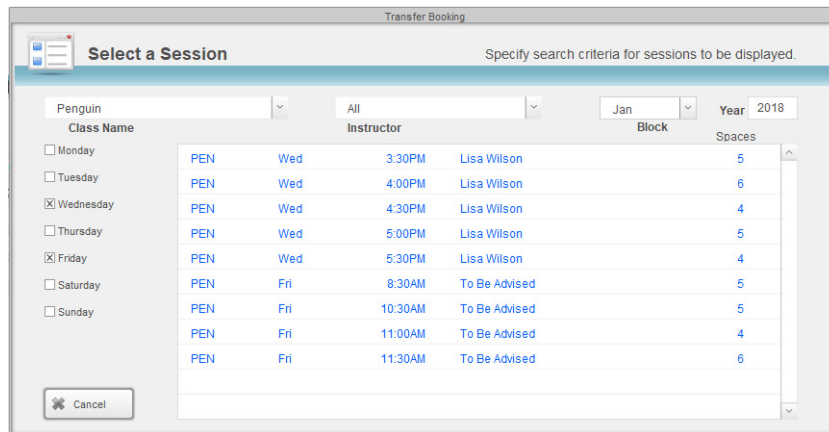 Transfer Booking
Select a Session Specify search criteria for sessions to be displayed.
Penguin All Jan Year 2018
Class Name Instructor Block
Spaces
Monday
Tuesday
Wednesday
Thursday
Friday
Saturday
Sunday
PEN Wed 3:30PM Lisa Wilson 5
PEN Wed 4:00PM Lisa Wilson 6
PEN Wed 4:30PM Lisa Wilson 4
PEN Wed 5:00PM Lisa Wilson 5
PEN Wed 5:30PM Lisa Wilson 4
PEN Fri 8:30AM To Be Advised 5
PEN Fri 10:30AM To Be Advised 5
PEN Fri 11:00AM To Be Advised 4
PEN Fri 11:30AM To Be Advised 6
Cancel